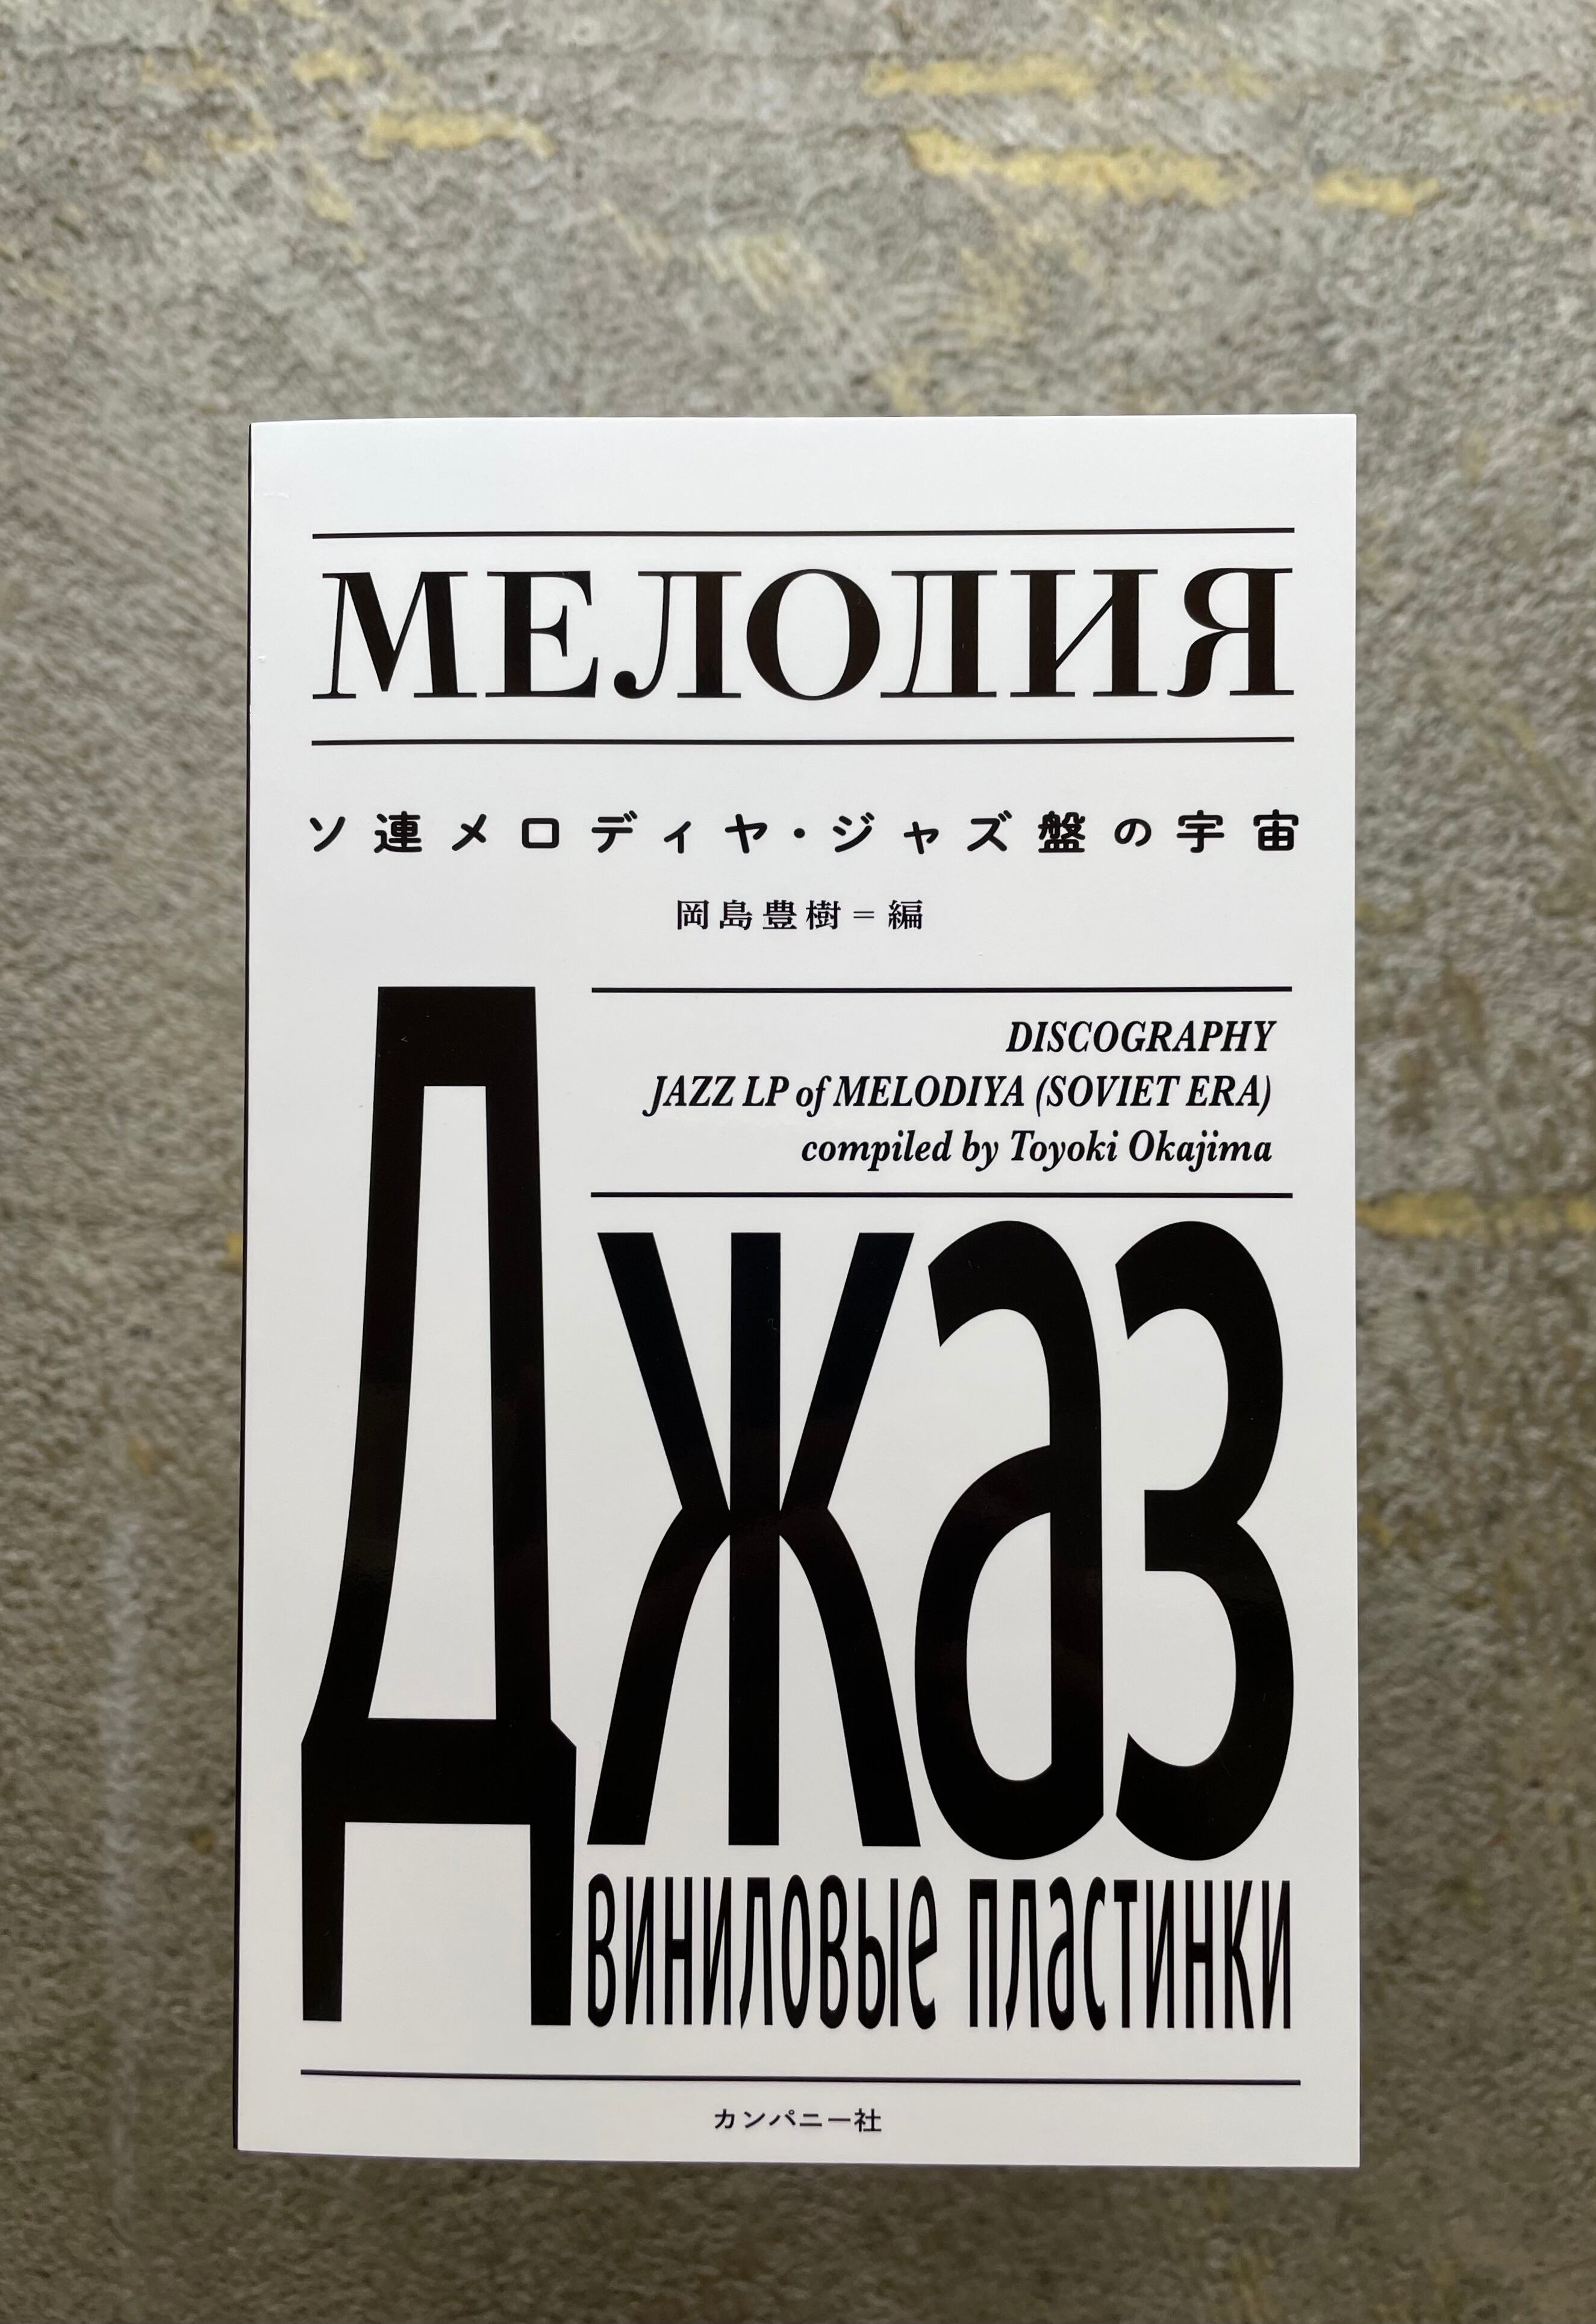 МЕЛОДИЯ
ソ連メロディヤ・ジャズ盤の宇宙
岡島豊樹＝編
DISCOGRAPHY
JAZZ LP of MELODIYA (SOVIET ERA)
compiled by Toyoki Okajima
Джаз
виниловые пластинки
カンパニー社